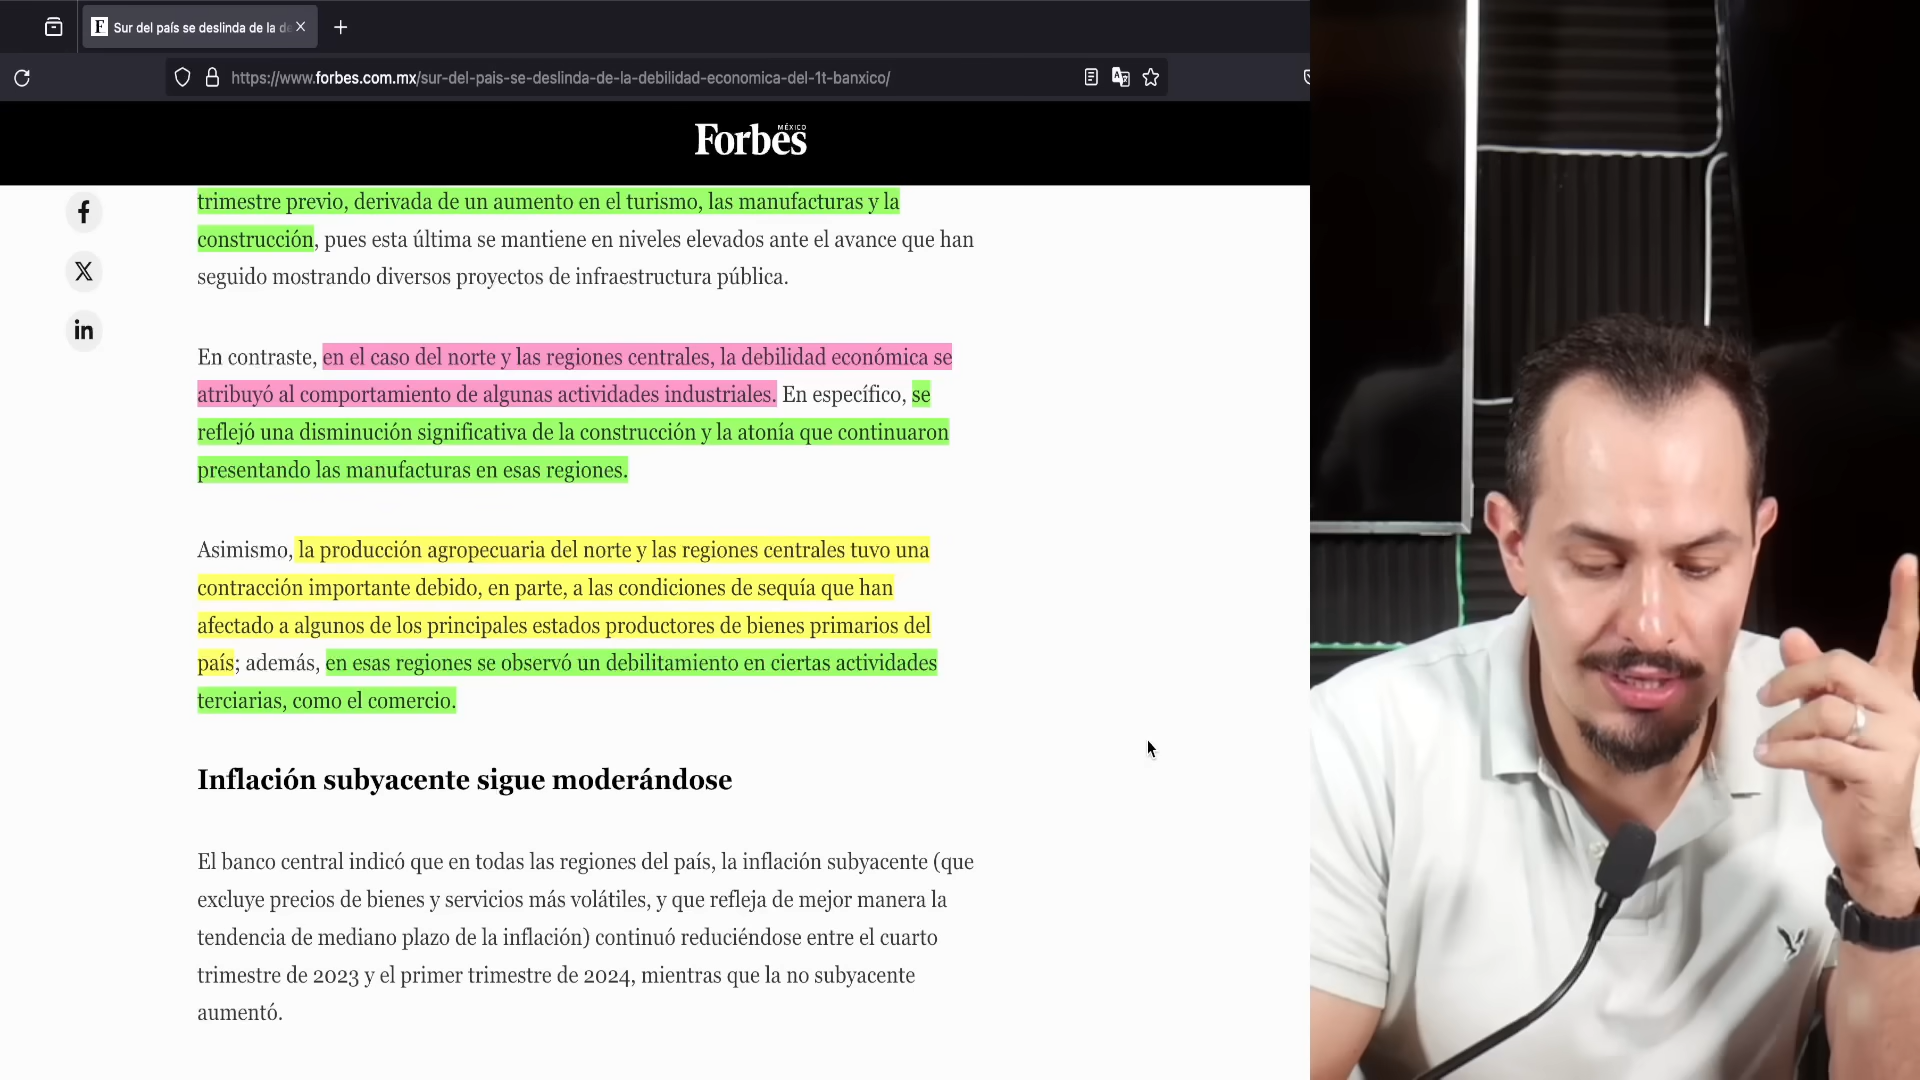 F Sur del país se deslinda de la de
https://www.forbes.com.mx/sur-del-pais-se-deslinda-de-la-debilidad-economica-del-1t-banxico/
Forbes
MÉXICO
trimestre previo, derivada de un aumento en el turismo, las manufacturas y la
construcción, pues esta última se mantiene en niveles elevados ante el avance que han
seguido mostrando diversos proyectos de infraestructura pública.
En contraste, en el caso del norte y las regiones centrales, la debilidad económica se
atribuyó al comportamiento de algunas actividades industriales. En específico, se
reflejó una disminución significativa de la construcción y la atonía que continuaron
presentando las manufacturas en esas regiones.
Asimismo, la producción agropecuaria del norte y las regiones centrales tuvo una
contracción importante debido, en parte, a las condiciones de sequía que han
afectado a algunos de los principales estados productores de bienes primarios del
país; además, en esas regiones se observó un debilitamiento en ciertas actividades
terciarias, como el comercio.
Inflación subyacente sigue moderándose
El banco central indicó que en todas las regiones del país, la inflación subyacente (que
excluye precios de bienes y servicios más volátiles, y que refleja de mejor manera la
tendencia de mediano plazo de la inflación) continuó reduciéndose entre el cuarto
trimestre de 2023 y el primer trimestre de 2024, mientras que la no subyacente
aumentó.